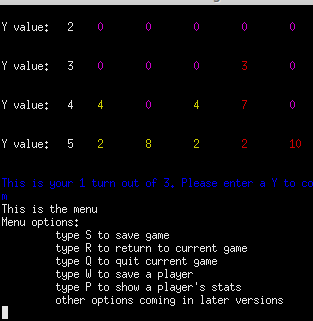 Y value: 2 0 0 0 0 0
Y value: 3 0 0 0 3 0
Y value: 4 4 0 4 7 0
Y value: 5 2 8 2 2 10
This is your 1 turn out of 3. Please enter a Y to co
m
This is the menu
Menu options:
type S to save game
type R to return to current game
type Q to quit current game
type W to save a player
type P to show a player's stats
other options coming in later versions